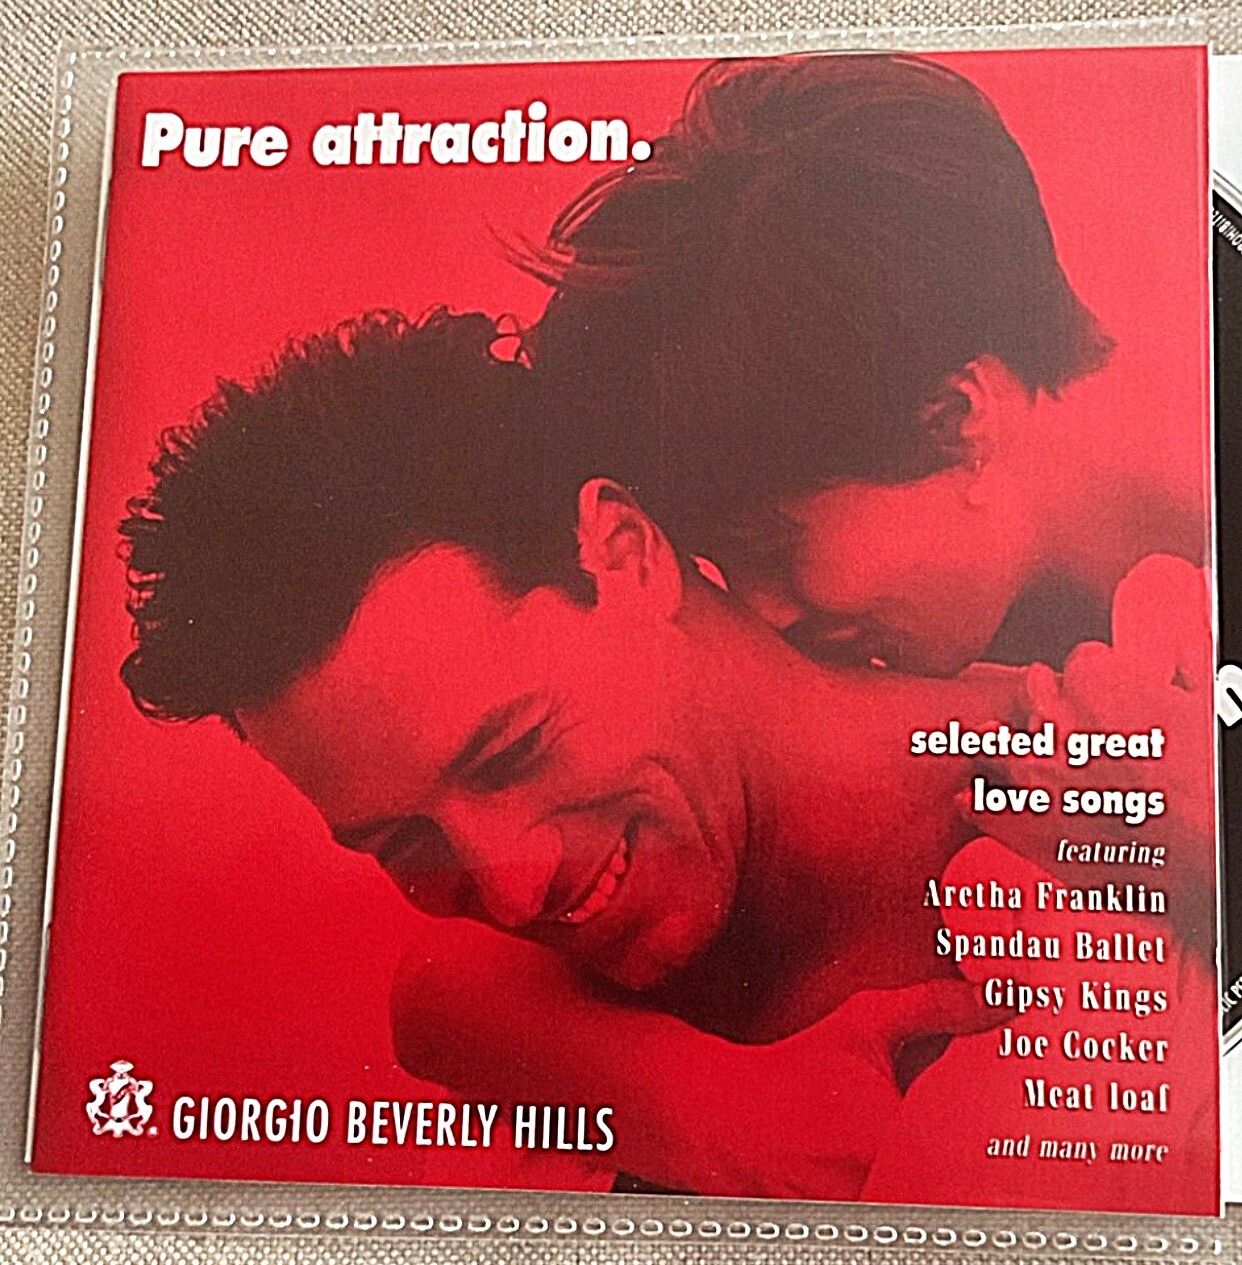 Pure attraction.
selected great
love songs
featuring
Aretha Franklin
Spandau Ballet
Gipsy Kings
Joe Cocker
Meat loaf
and many more
GIORGIO BEVERLY HILLS